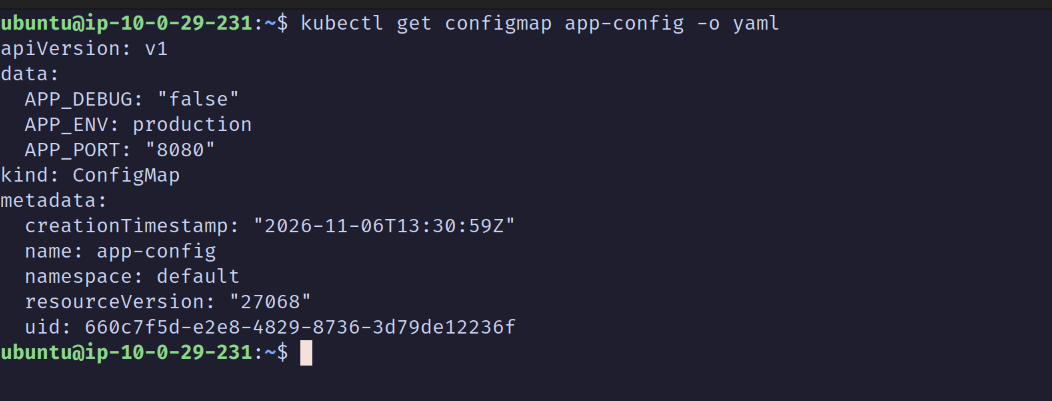 ubuntu@ip-10-0-29-231:~$ kubectl get configmap app-config -o yaml
apiVersion: v1
data:
  APP_DEBUG: "false"
  APP_ENV: production
  APP_PORT: "8080"
kind: ConfigMap
metadata:
  creationTimestamp: "2026-11-06T13:30:59Z"
  name: app-config
  namespace: default
  resourceVersion: "27068"
  uid: 660c7f5d-e2e8-4829-8736-3d79de12236f
ubuntu@ip-10-0-29-231:~$